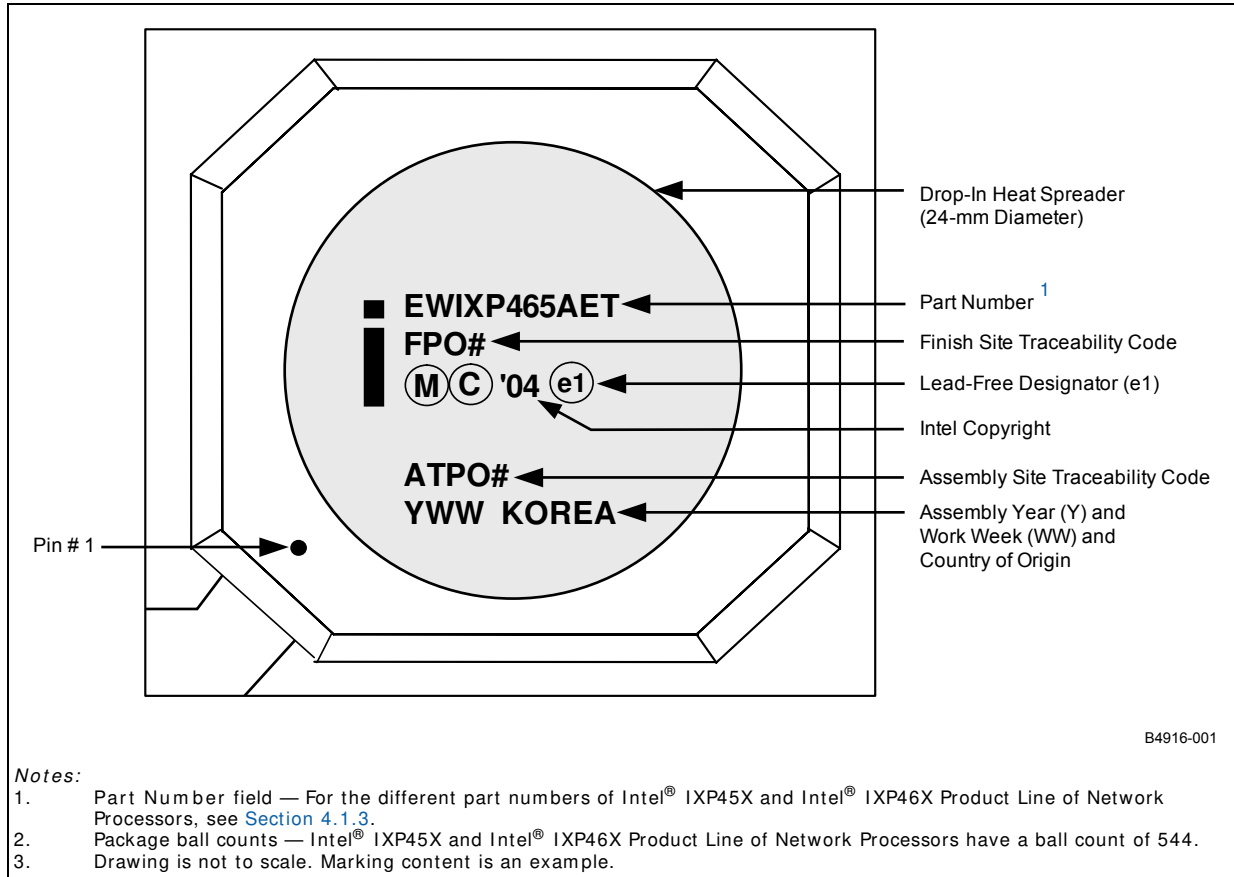 EWIXP465AET
FPO#
M C '04 e1
ATPO#
YWW KOREA
Pin # 1
Drop-In Heat Spreader
(24-mm Diameter)
Part Number 1
Finish Site Traceability Code
Lead-Free Designator (e1)
Intel Copyright
Assembly Site Traceability Code
Assembly Year (Y) and
Work Week (WW) and
Country of Origin
B4916-001
Notes:
1. Part Number field — For the different part numbers of Intel® IXP45X and Intel® IXP46X Product Line of Network
Processors, see Section 4.1.3.
2. Package ball counts — Intel® IXP45X and Intel® IXP46X Product Line of Network Processors have a ball count of 544.
3. Drawing is not to scale. Marking content is an example.